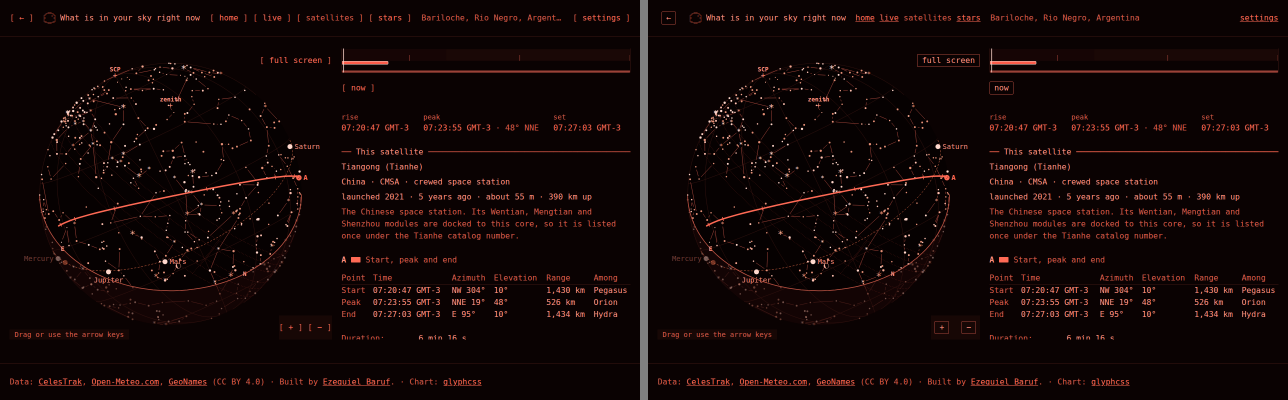 [ ← ] What is in your sky right now [ home ] [ live ] [ satellites ] [ stars ] Bariloche, Rio Negro, Argent… [ settings ]
SCP
[ full screen ]
zenith
[ now ]
rise peak set
07:20:47 GMT-3 07:23:55 GMT-3 · 48° NNE 07:27:03 GMT-3
Saturn
This satellite
Tiangong (Tianhe)
A
China · CMSA · crewed space station
launched 2021 · 5 years ago · about 55 m · 390 km up
The Chinese space station. Its Wentian, Mengtian and
Shenzhou modules are docked to this core, so it is listed
once under the Tianhe catalog number.
E
Mercury
Mars
A Start, peak and end
N
Jupiter
Point Time Azimuth Elevation Range Among
Start 07:20:47 GMT-3 NW 304° 10° 1,430 km Pegasus
Peak 07:23:55 GMT-3 NNE 19° 48° 526 km Orion
End 07:27:03 GMT-3 E 95° 10° 1,434 km Hydra
Drag or use the arrow keys
[ + ] [ − ]
Duration: 6 min 16 s
Data: CelesTrak, Open-Meteo.com, GeoNames (CC BY 4.0) · Built by Ezequiel Baruf. · Chart: glyphcss
← What is in your sky right now home live satellites stars Bariloche, Rio Negro, Argentina settings
SCP
full screen
zenith
now
rise peak set
07:20:47 GMT-3 07:23:55 GMT-3 · 48° NNE 07:27:03 GMT-3
Saturn
This satellite
Tiangong (Tianhe)
A
China · CMSA · crewed space station
launched 2021 · 5 years ago · about 55 m · 390 km up
The Chinese space station. Its Wentian, Mengtian and
Shenzhou modules are docked to this core, so it is listed
once under the Tianhe catalog number.
E
Mercury
Mars
A Start, peak and end
N
Jupiter
Point Time Azimuth Elevation Range Among
Start 07:20:47 GMT-3 NW 304° 10° 1,430 km Pegasus
Peak 07:23:55 GMT-3 NNE 19° 48° 526 km Orion
End 07:27:03 GMT-3 E 95° 10° 1,434 km Hydra
Drag or use the arrow keys
+ −
Duration: 6 min 16 s
Data: CelesTrak, Open-Meteo.com, GeoNames (CC BY 4.0) · Built by Ezequiel Baruf. · Chart: glyphcss